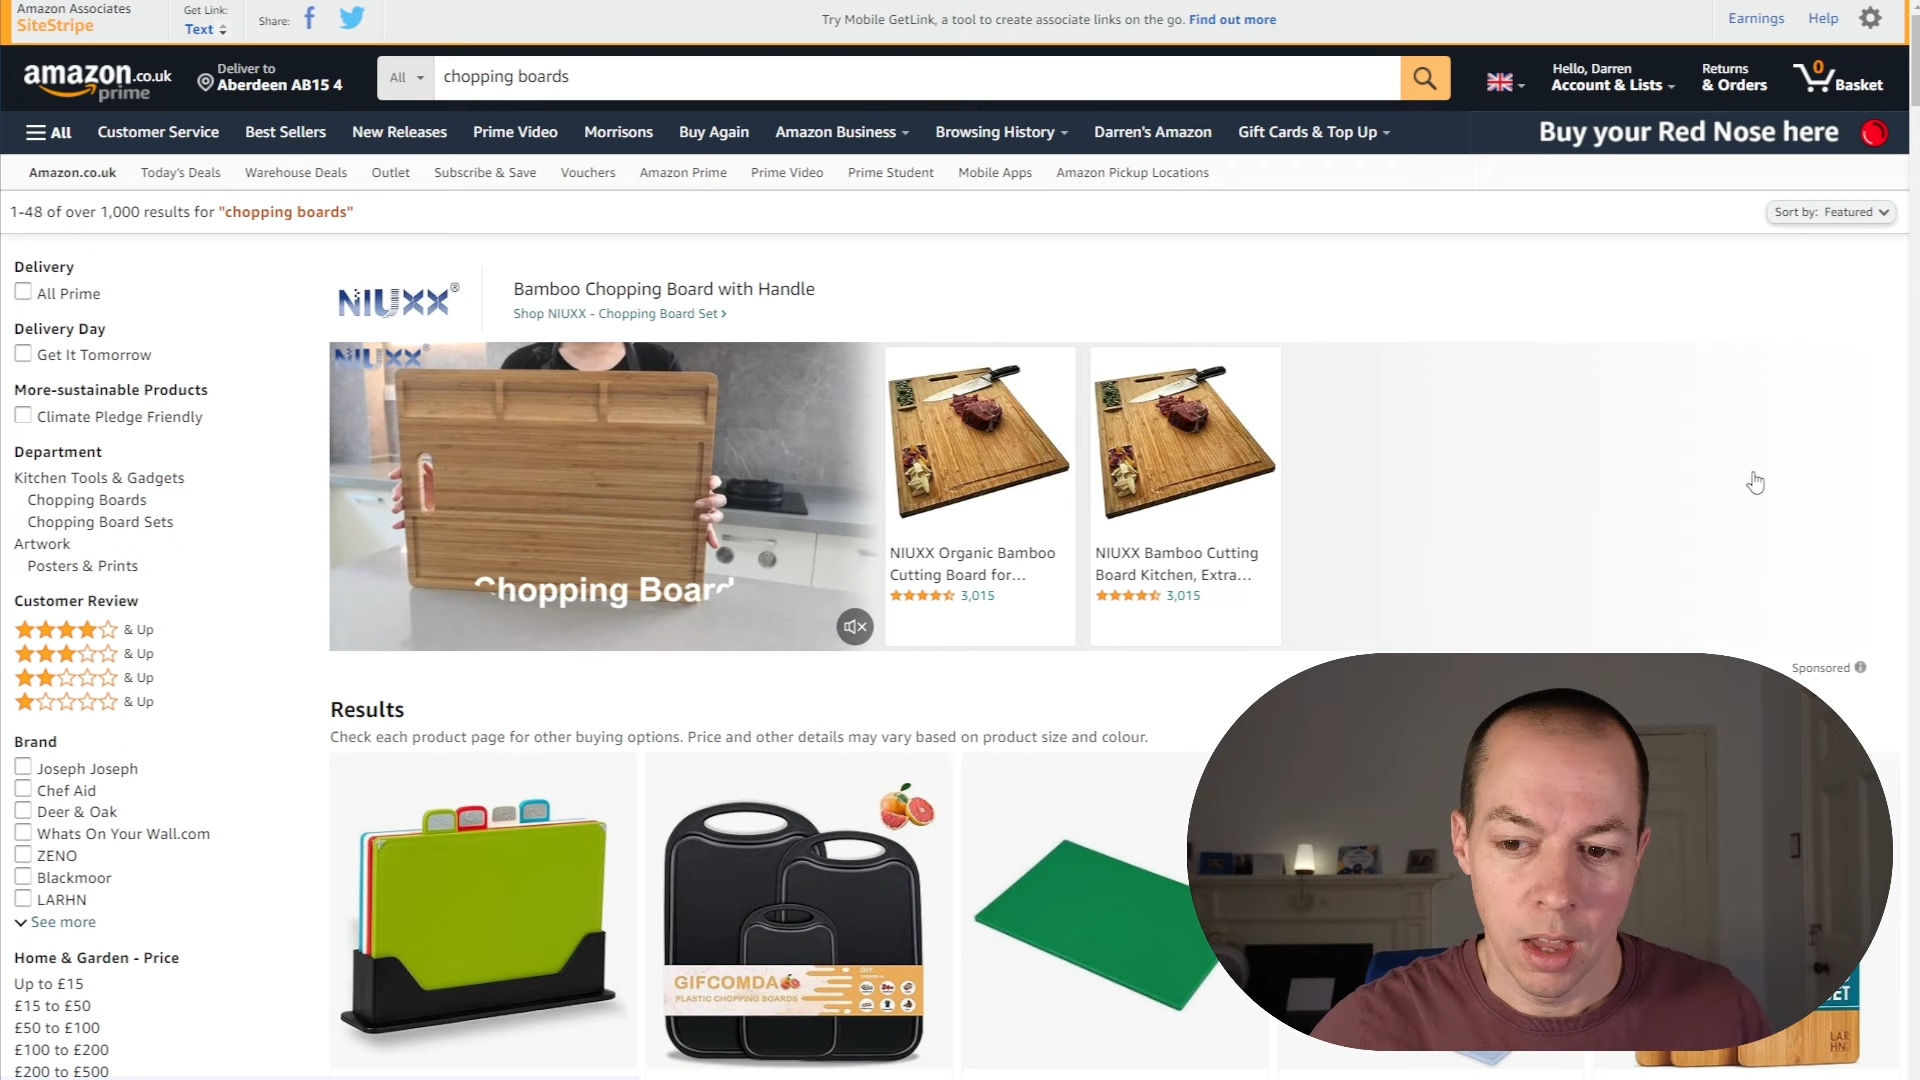 Amazon Associates
SiteStripe
Get Link:
Text
Share:
Try Mobile GetLink, a tool to create associate links on the go. Find out more
Earnings
Help
amazon.co.uk
prime
Deliver to
Aberdeen AB15 4
All
chopping boards
Hello, Darren
Account & Lists
Returns
& Orders
0
Basket
All
Customer Service
Best Sellers
New Releases
Prime Video
Morrisons
Buy Again
Amazon Business
Browsing History
Darren's Amazon
Gift Cards & Top Up
Buy your Red Nose here
Amazon.co.uk
Today's Deals
Warehouse Deals
Outlet
Subscribe & Save
Vouchers
Amazon Prime
Prime Video
Prime Student
Mobile Apps
Amazon Pickup Locations
1-48 of over 1,000 results for "chopping boards"
Sort by: Featured
Delivery
All Prime
Delivery Day
Get It Tomorrow
More-sustainable Products
Climate Pledge Friendly
Department
Kitchen Tools & Gadgets
Chopping Boards
Chopping Board Sets
Artwork
Posters & Prints
Customer Review
& Up
& Up
& Up
& Up
Brand
Joseph Joseph
Chef Aid
Deer & Oak
Whats On Your Wall.com
ZENO
Blackmoor
LARHN
See more
Home & Garden - Price
Up to £15
£15 to £50
£50 to £100
£100 to £200
£200 to £500
NIUXX®
Bamboo Chopping Board with Handle
Shop NIUXX - Chopping Board Set ›
NIUXX®
Chopping Board
NIUXX Organic Bamboo
Cutting Board for...
3,015
NIUXX Bamboo Cutting
Board Kitchen, Extra...
3,015
Sponsored
Results
Check each product page for other buying options. Price and other details may vary based on product size and colour.
GIFCOMDA
PLASTIC CHOPPING BOARDS
LAR
HN